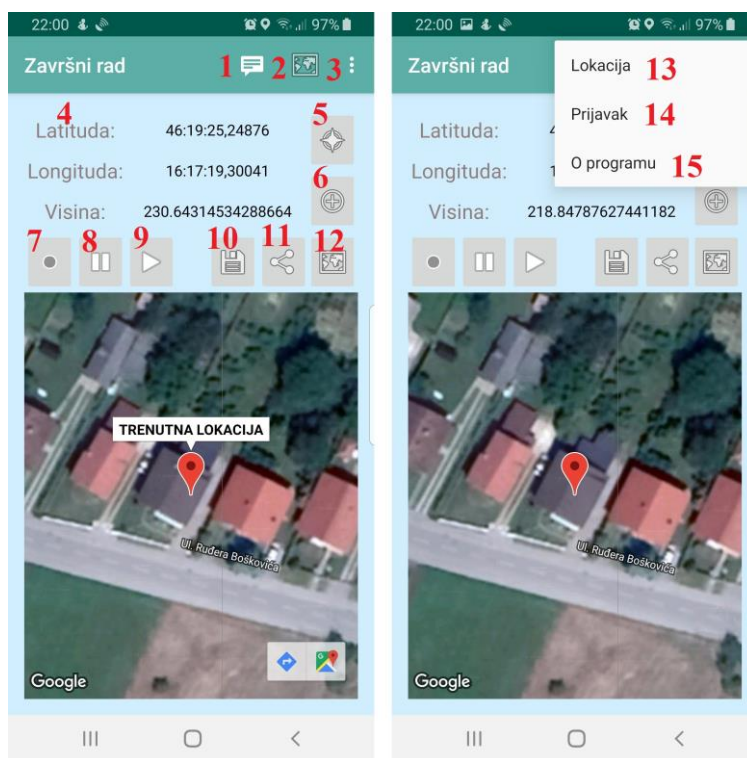 22:00 97%
Završni rad 1 2 3
4
Latituda: 46:19:25,24876 5
Longituda: 16:17:19,30041 6
Visina: 230.64314534288664
7 8 9 10 11 12
TRENUTNA LOKACIJA
Ul. Ruđera Boškovića
Google
22:00 97%
Završni rad
Lokacija 13
Prijavak 14
O programu 15
Latituda: 4
Longituda: 1
Visina: 218.84787627441182
Ul. Ruđera Boškovića
Google